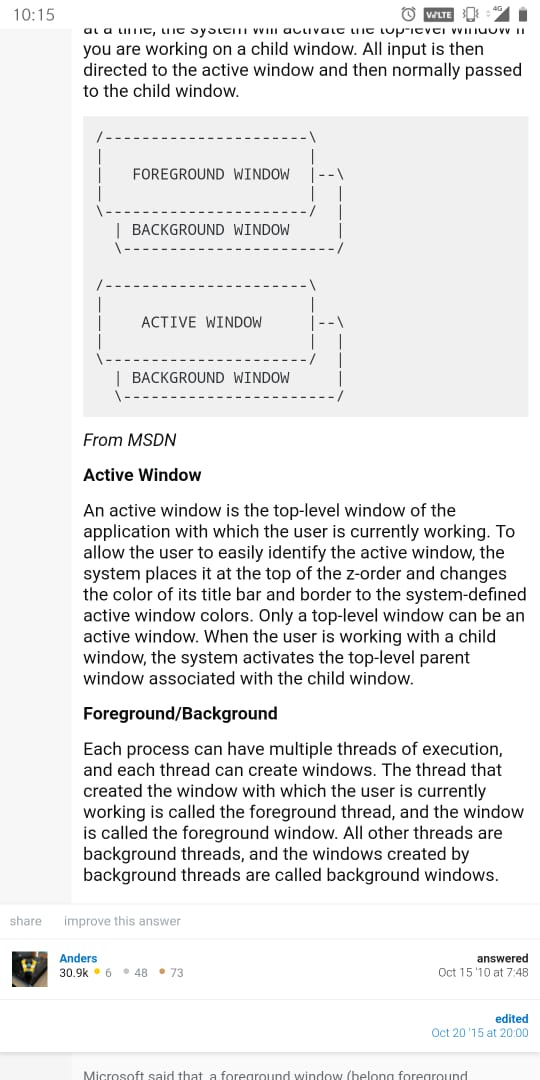 10:15
VoLTE
4G
at a time, the system will activate the top-level window if
you are working on a child window. All input is then
directed to the active window and then normally passed
to the child window.
/----------------------\
| |
| FOREGROUND WINDOW |--\
| | |
\----------------------/ |
| BACKGROUND WINDOW |
\-----------------------/
/----------------------\
| |
| ACTIVE WINDOW |--\
| | |
\----------------------/ |
| BACKGROUND WINDOW |
\-----------------------/
From MSDN
Active Window
An active window is the top-level window of the
application with which the user is currently working. To
allow the user to easily identify the active window, the
system places it at the top of the z-order and changes
the color of its title bar and border to the system-defined
active window colors. Only a top-level window can be an
active window. When the user is working with a child
window, the system activates the top-level parent
window associated with the child window.
Foreground/Background
Each process can have multiple threads of execution,
and each thread can create windows. The thread that
created the window with which the user is currently
working is called the foreground thread, and the window
is called the foreground window. All other threads are
background threads, and the windows created by
background threads are called background windows.
share improve this answer
Anders
30.9k 6 48 73
answered
Oct 15 '10 at 7:48
edited
Oct 20 '15 at 20:00
Microsoft said that, a foreground window (belong foreground